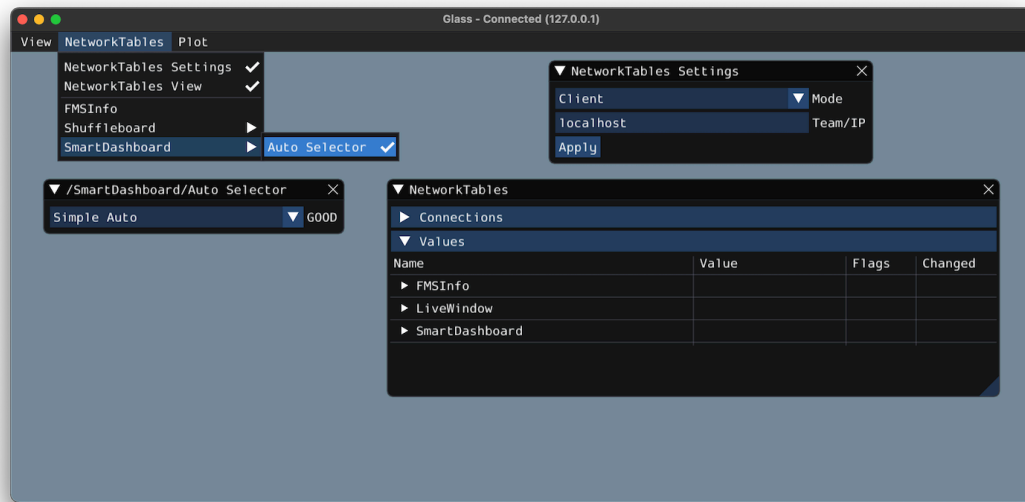 Glass - Connected (127.0.0.1)
View NetworkTables Plot
NetworkTables Settings
NetworkTables View
FMSInfo
Shuffleboard
SmartDashboard
Auto Selector
NetworkTables Settings
Client Mode
localhost Team/IP
Apply
/SmartDashboard/Auto Selector
Simple Auto GOOD
NetworkTables
Connections
Values
Name Value Flags Changed
FMSInfo
LiveWindow
SmartDashboard